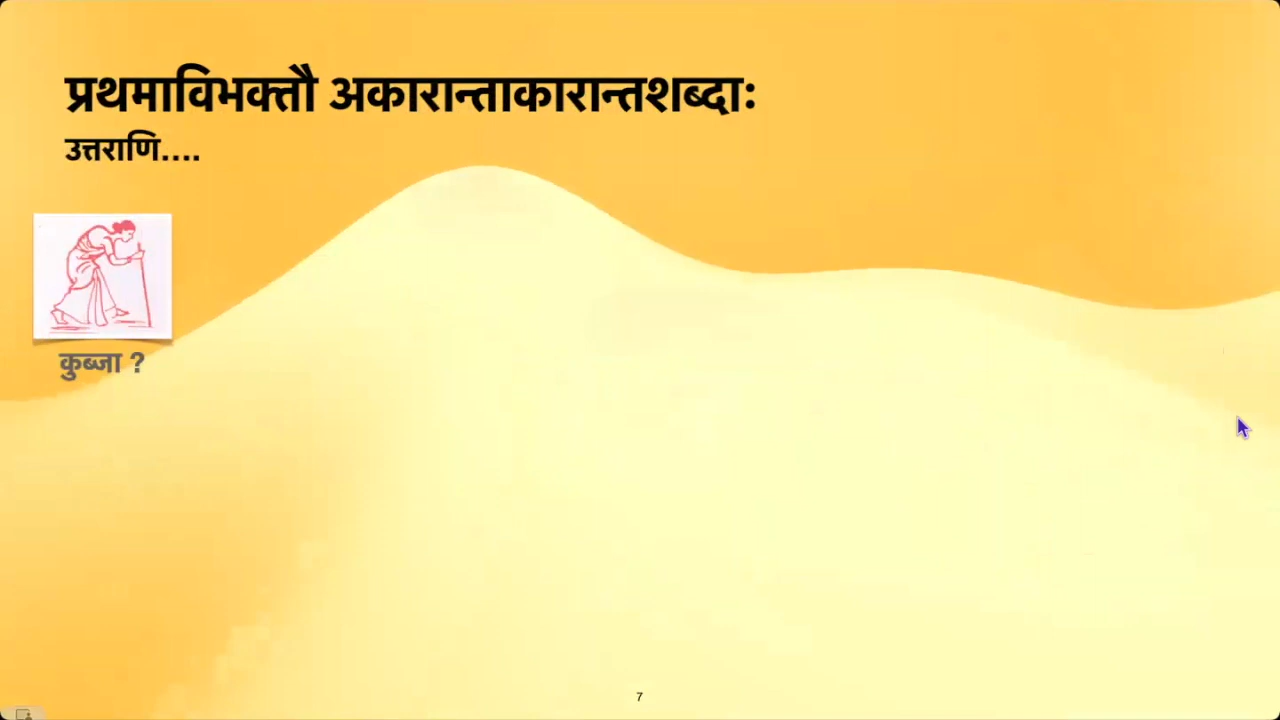 प्रथमाविभक्तौ अकारान्ताकारान्तशब्दाः
उत्तराणि....
कुब्जा ?
7